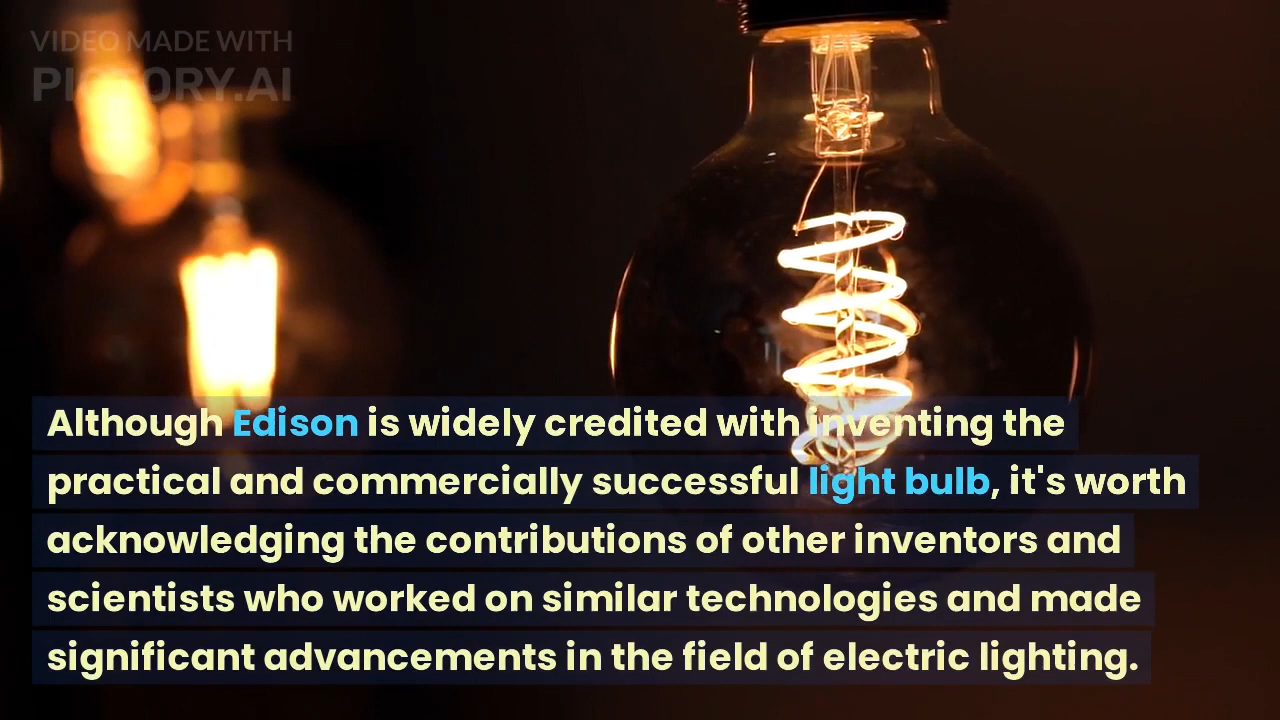 VIDEO MADE WITH
PICTORY.AI
Although Edison is widely credited with inventing the
practical and commercially successful light bulb, it's worth
acknowledging the contributions of other inventors and
scientists who worked on similar technologies and made
significant advancements in the field of electric lighting.